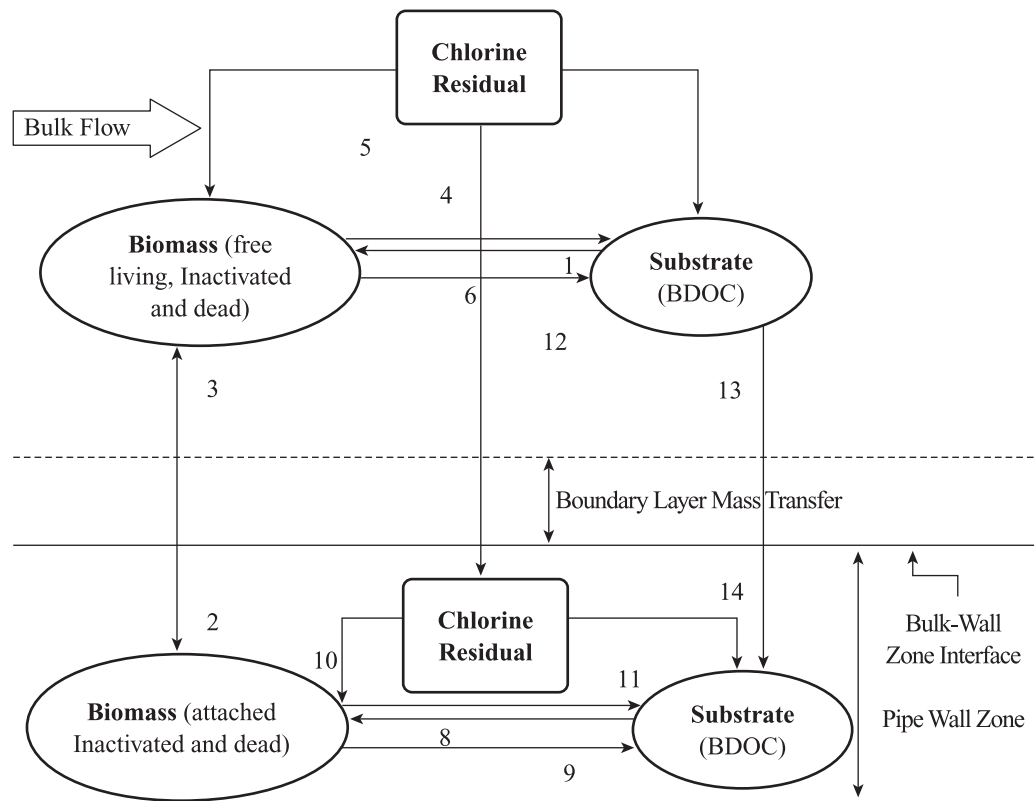 Chlorine
Residual
Bulk Flow
5
4
Biomass (free
living, Inactivated
and dead)
1
Substrate
(BDOC)
6
12
3
13
Boundary Layer Mass Transfer
14
Chlorine
Residual
2
Bulk-Wall
Zone Interface
10
11
Biomass (attached
Inactivated and dead)
Substrate
(BDOC)
Pipe Wall Zone
8
9